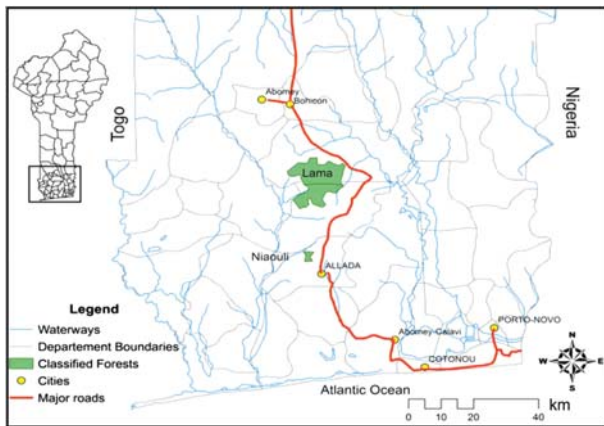 Togo
Nigeria
Abomey
Bohicon
Lama
Niaouli
ALLADA
Abomey-Calavi
PORTO-NOVO
COTONOU
Atlantic Ocean
Legend
Waterways
Departement Boundaries
Classified Forests
Cities
Major roads
N
W E
S
km
0 10 20 40